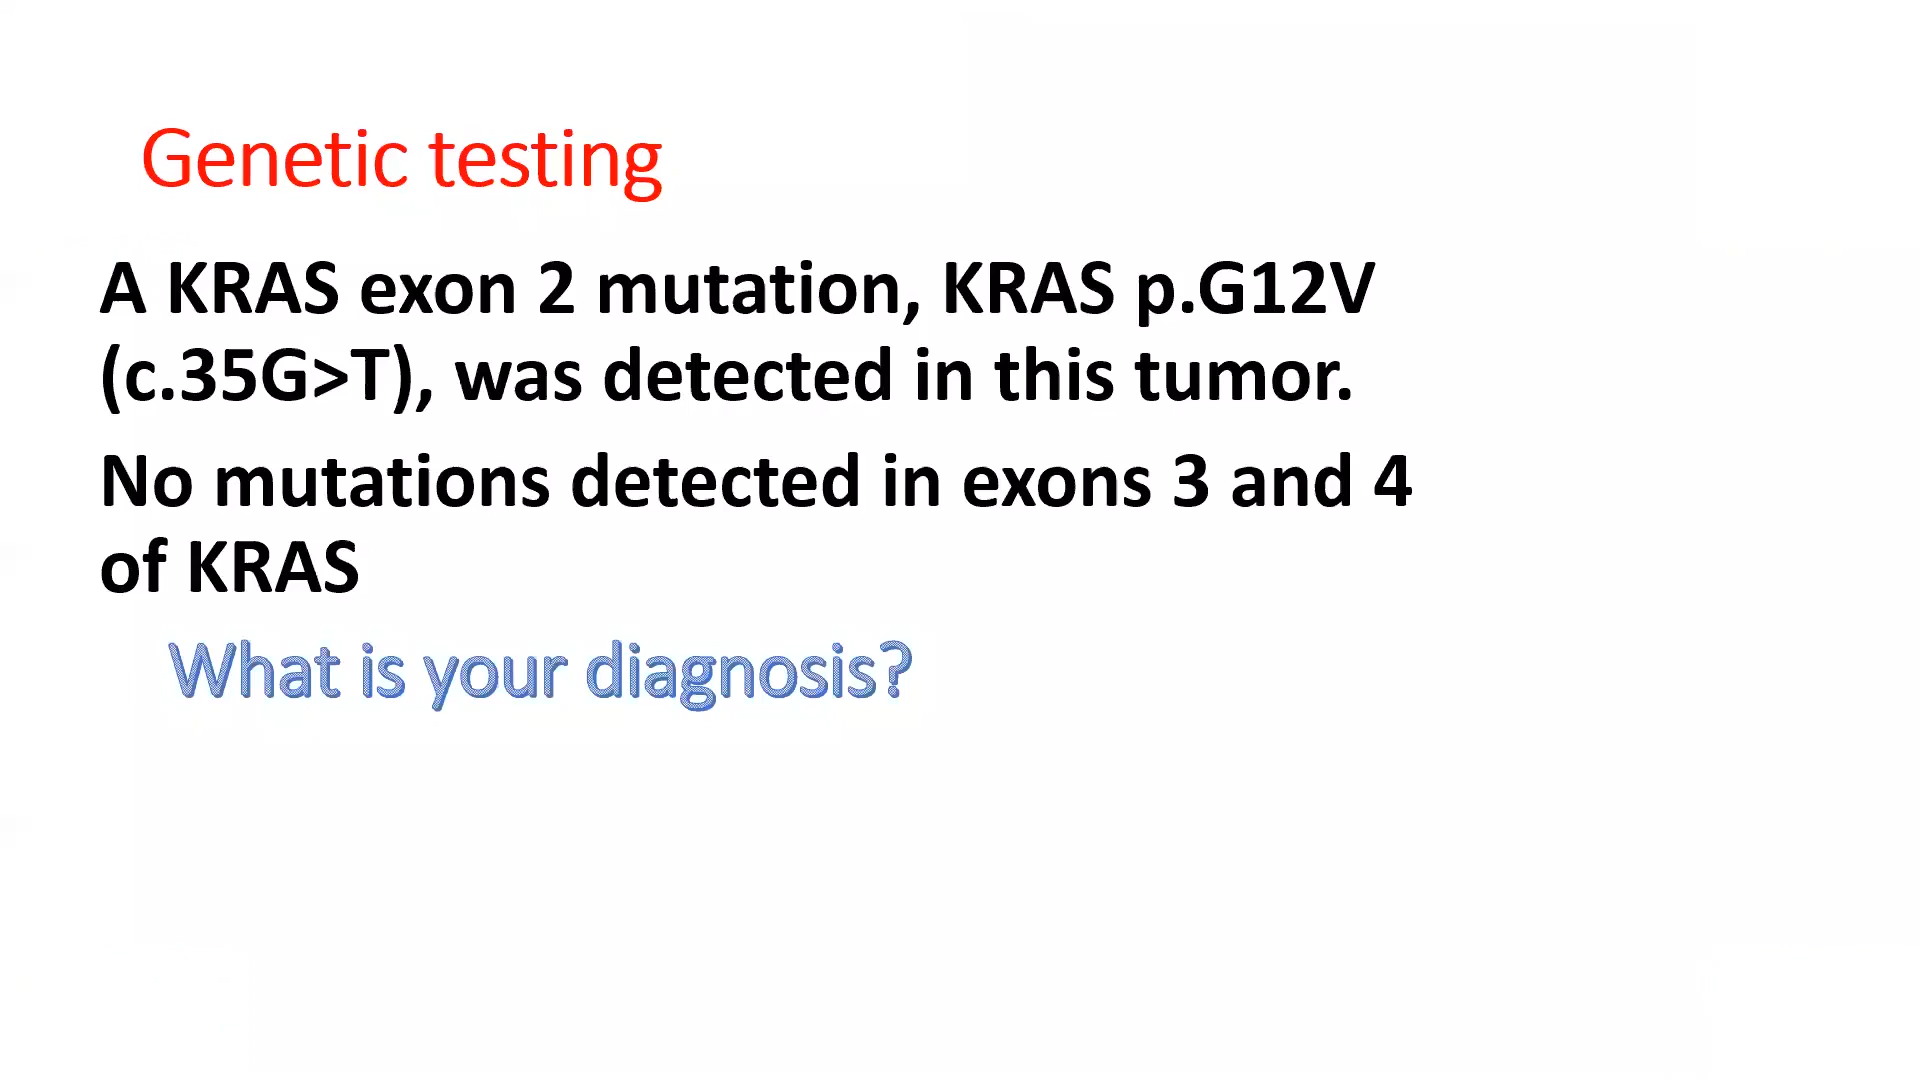 Genetic testing
A KRAS exon 2 mutation, KRAS p.G12V
(c.35G>T), was detected in this tumor.
No mutations detected in exons 3 and 4
of KRAS
What is your diagnosis?